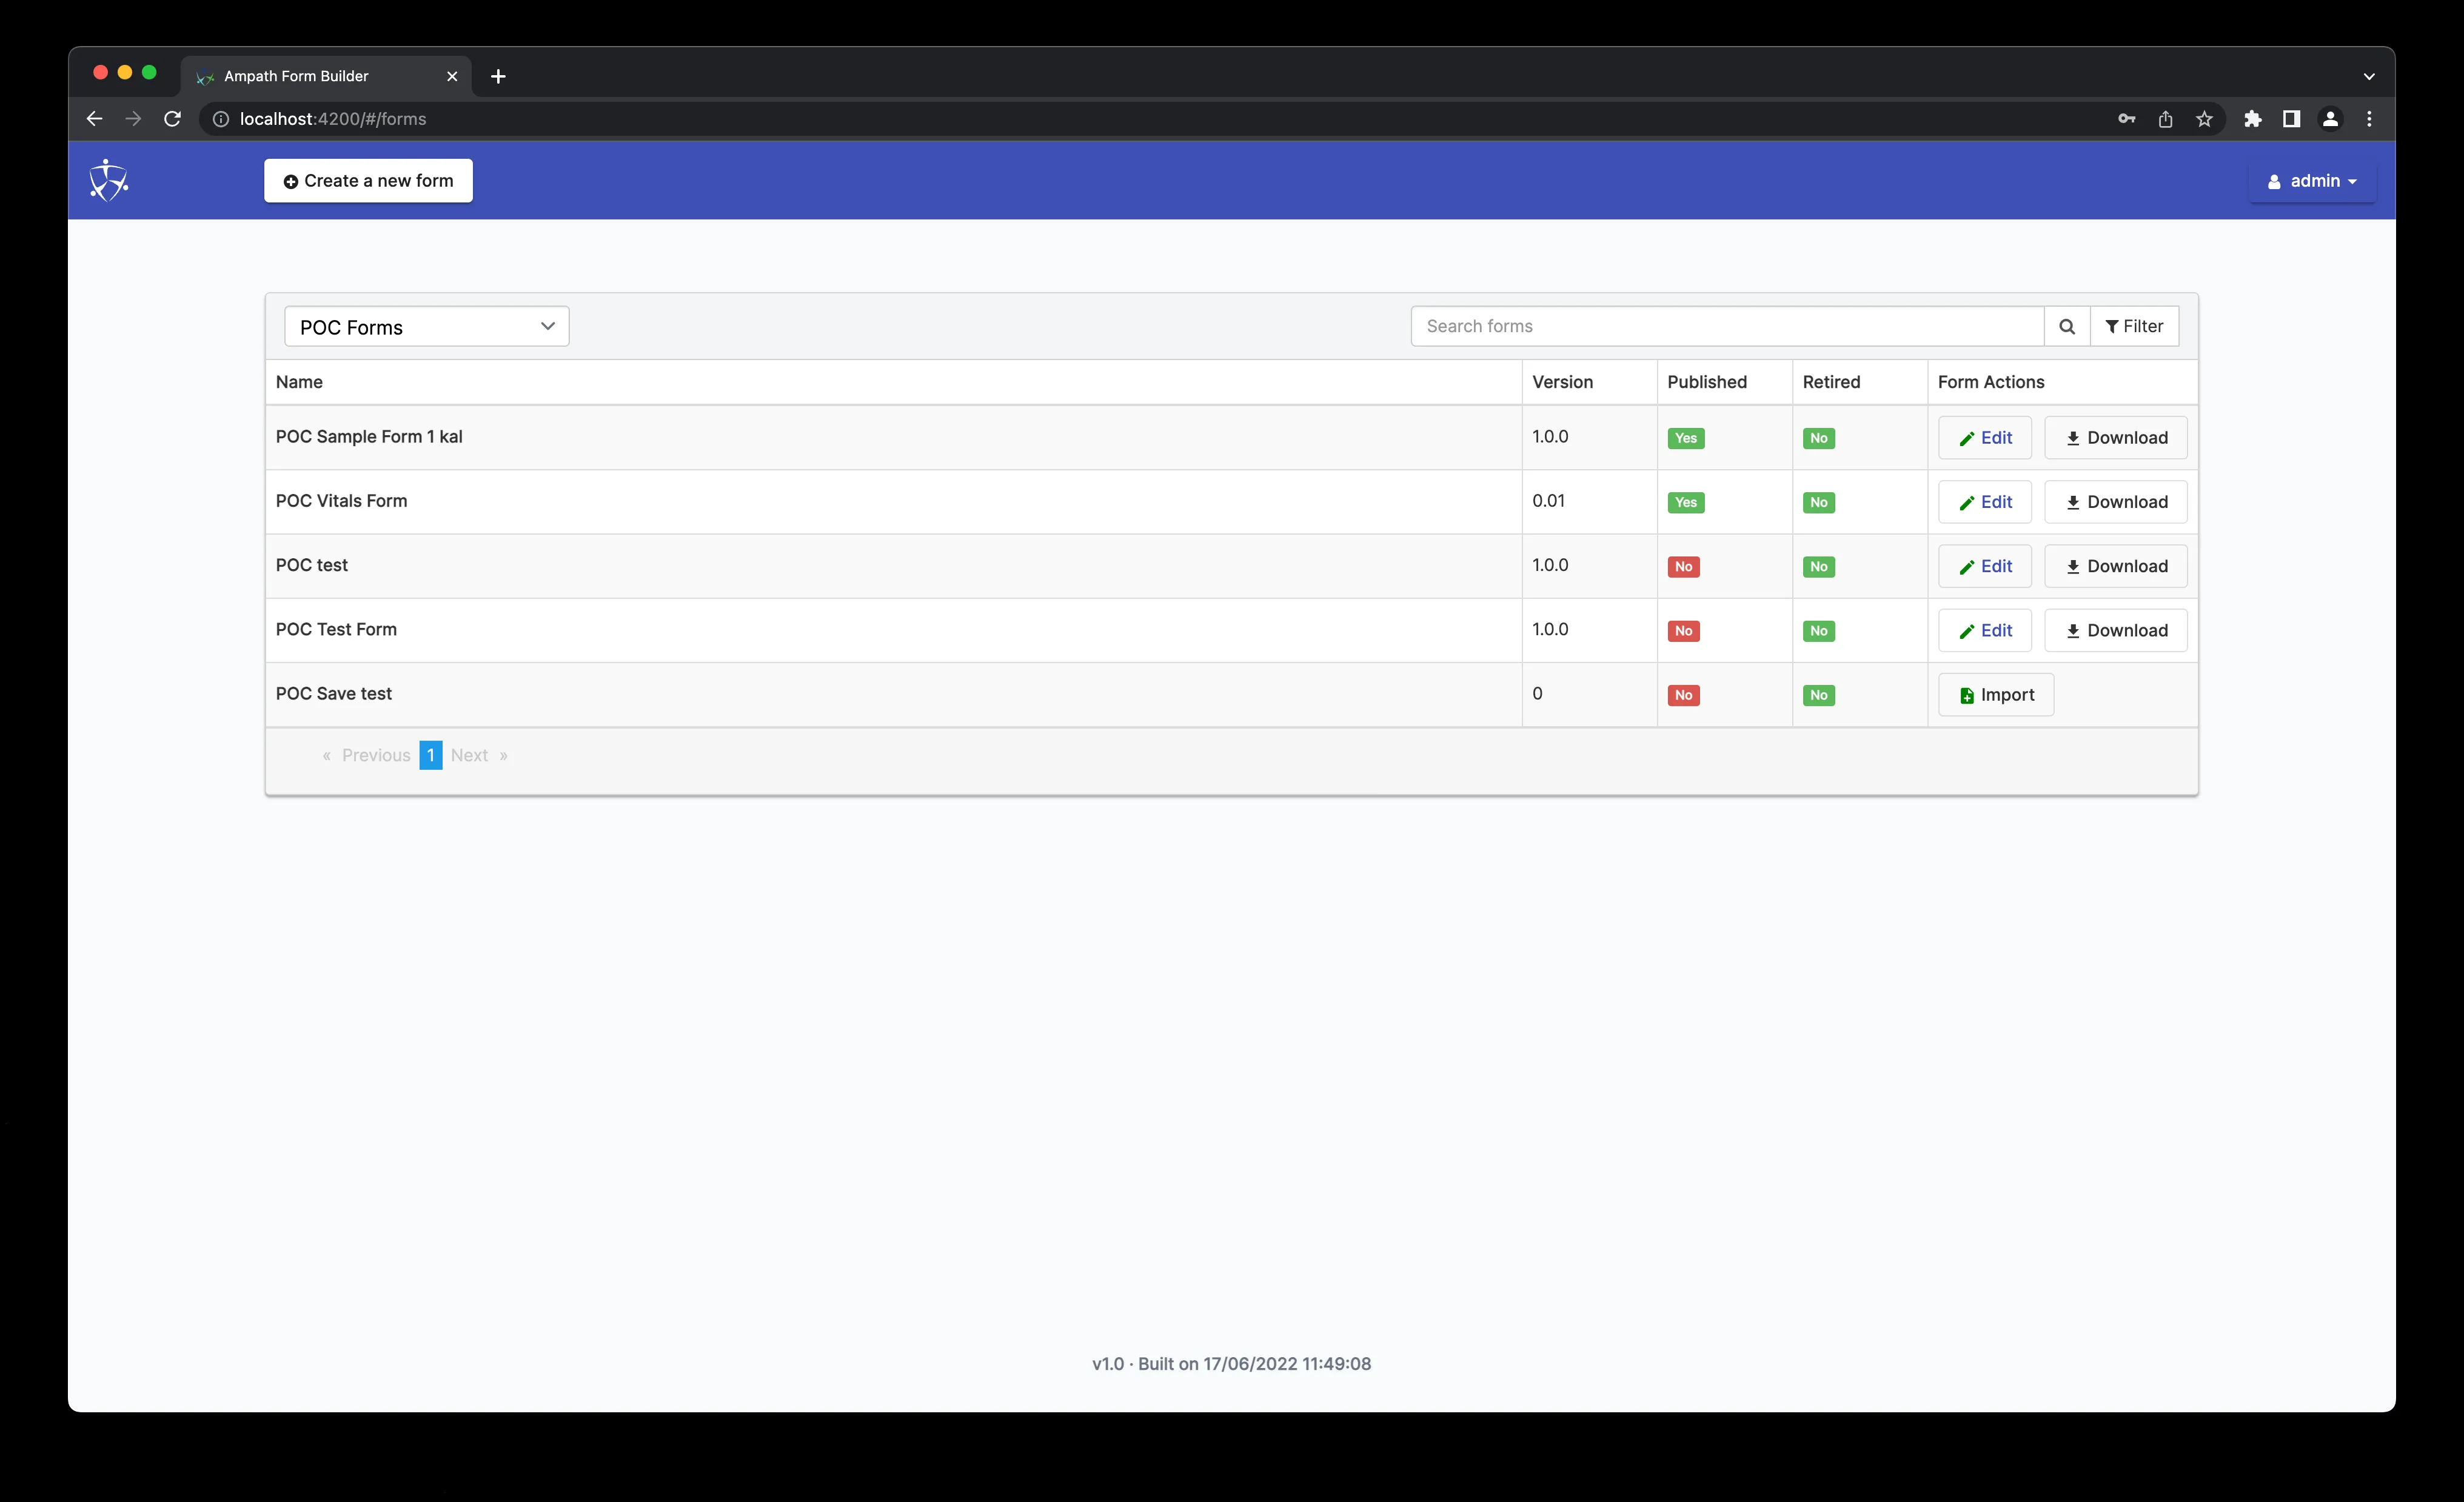 Ampath Form Builder
localhost:4200/#/forms
Create a new form
admin
POC Forms
Search forms
Filter
Name Version Published Retired Form Actions
POC Sample Form 1 kal 1.0.0 Yes No Edit Download
POC Vitals Form 0.01 Yes No Edit Download
POC test 1.0.0 No No Edit Download
POC Test Form 1.0.0 No No Edit Download
POC Save test 0 No No Import
« Previous 1 Next »
v1.0 · Built on 17/06/2022 11:49:08